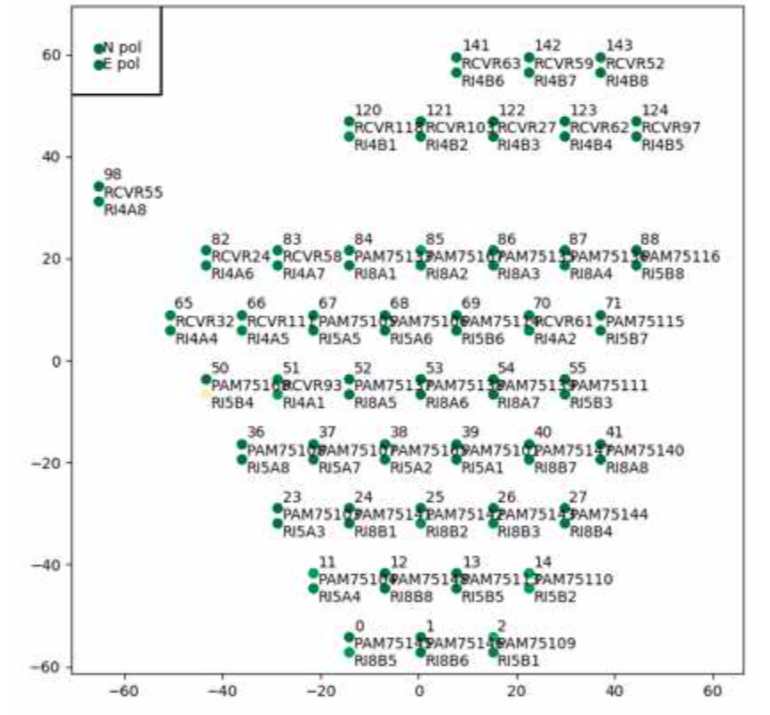 N pol
E pol
60
141 142 143
RCVR63 RCVR59 RCVR52
RI4B6 RI4B7 RI4B8
120 121 122 123 124
RCVR27 RCVR62 RCVR97
RI4B1 RI4B2 RI4B3 RI4B4 RI4B5
40
98
RCVR55
RI4A8
82 83 84 85 86 87 88
RCVR24 RCVR58 PAM75116
RI4A6 RI4A7 RI8A1 RI8A2 RI8A3 RI8A4 RI5B8
20
65 66 67 68 69 70 71
RCVR32 RCVR61 PAM75115
RI4A4 RI4A5 RI5A5 RI5A6 RI5B6 RI4A2 RI5B7
0
50 51 52 53 54 55
RCVR93 PAM75111
RI5B4 RI4A1 RI8A5 RI8A6 RI8A7 RI5B3
36 37 38 39 40 41
PAM75140
RI5A8 RI5A7 RI5A2 RI5A1 RI8B7 RI8A8
−20
23 24 25 26 27
PAM75144
RI5A3 RI8B1 RI8B2 RI8B3 RI8B4
−40
11 12 13 14
PAM75110
RI5A4 RI8B8 RI5B5 RI5B2
0 1 2
PAM75109
RI8B5 RI8B6 RI5B1
−60
−60 −40 −20 0 20 40 60